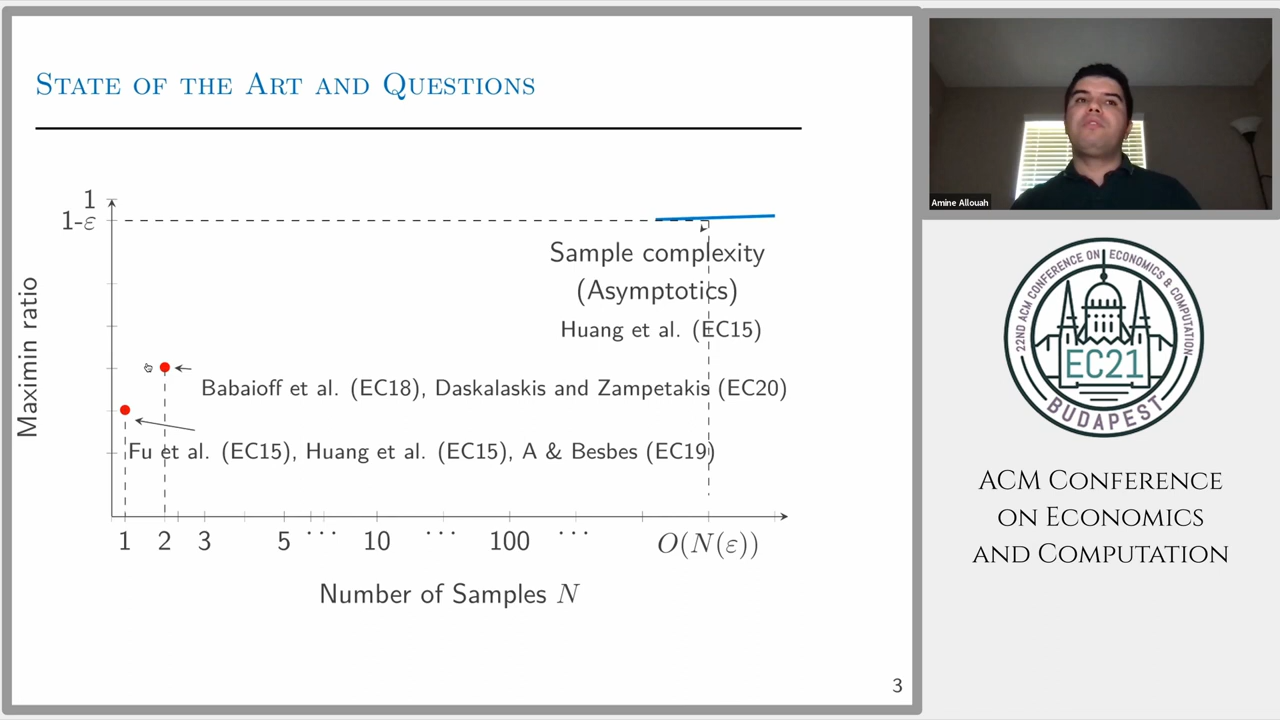 STATE OF THE ART AND QUESTIONS
1
1-ε
Maximin ratio
Sample complexity
(Asymptotics)
Huang et al. (EC15)
Babaioff et al. (EC18), Daskalaskis and Zampetakis (EC20)
Fu et al. (EC15), Huang et al. (EC15), A & Besbes (EC19)
1 2 3 5 ··· 10 ··· 100 ··· O(N(ε))
Number of Samples N
3
Amine Allouah
22ND ACM CONFERENCE ON ECONOMICS & COMPUTATION
EC21
BUDAPEST
ACM CONFERENCE
ON ECONOMICS
AND COMPUTATION